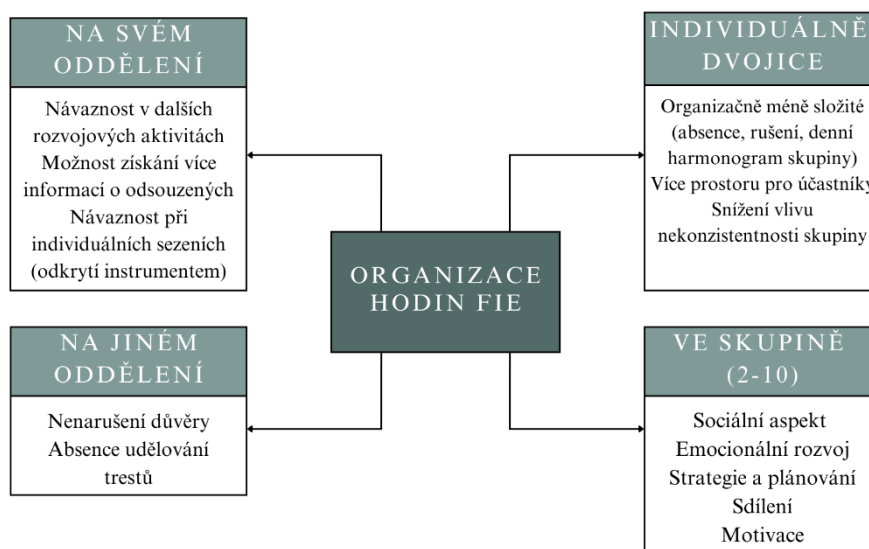 NA SVÉM
ODDĚLENÍ
Návaznost v dalších
rozvojových aktivitách
Možnost získání více
informací o odsouzených
Návaznost při
individuálních sezeních
(odkrytí instrumentem)
INDIVIDUÁLNĚ
DVOJICE
Organizačně méně složité
(absence, rušení, denní
harmonogram skupiny)
Více prostoru pro účastníky
Snížení vlivu
nekonzistentnosti skupiny
ORGANIZACE
HODIN FIE
NA JINÉM
ODDĚLENÍ
Nenarušení důvěry
Absence udělování
trestů
VE SKUPINĚ
(2-10)
Sociální aspekt
Emocionální rozvoj
Strategie a plánování
Sdílení
Motivace